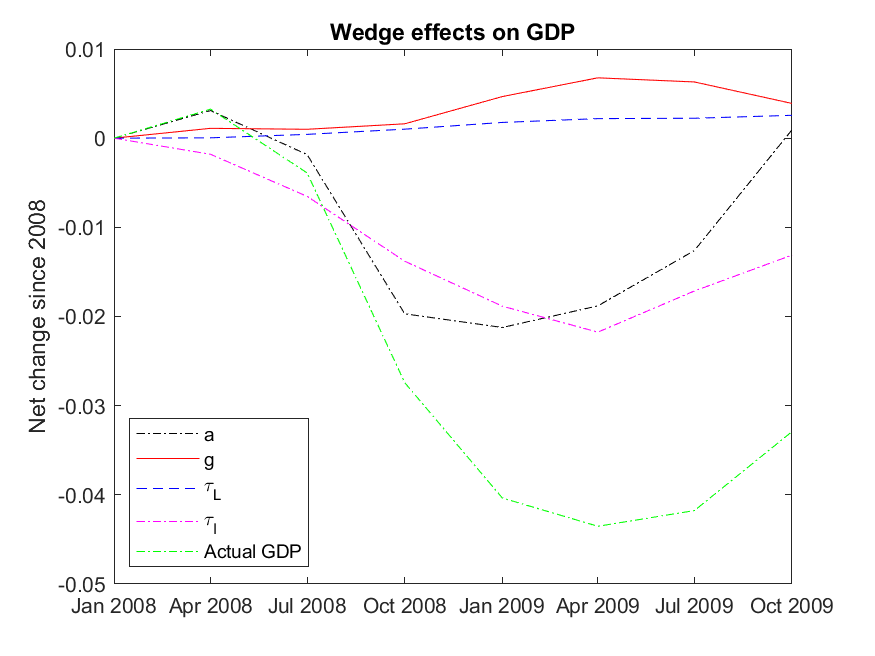 Wedge effects on GDP
Net change since 2008
0.01
0
-0.01
-0.02
-0.03
-0.04
-0.05
a
g
τL
τI
Actual GDP
Jan 2008 Apr 2008 Jul 2008 Oct 2008 Jan 2009 Apr 2009 Jul 2009 Oct 2009